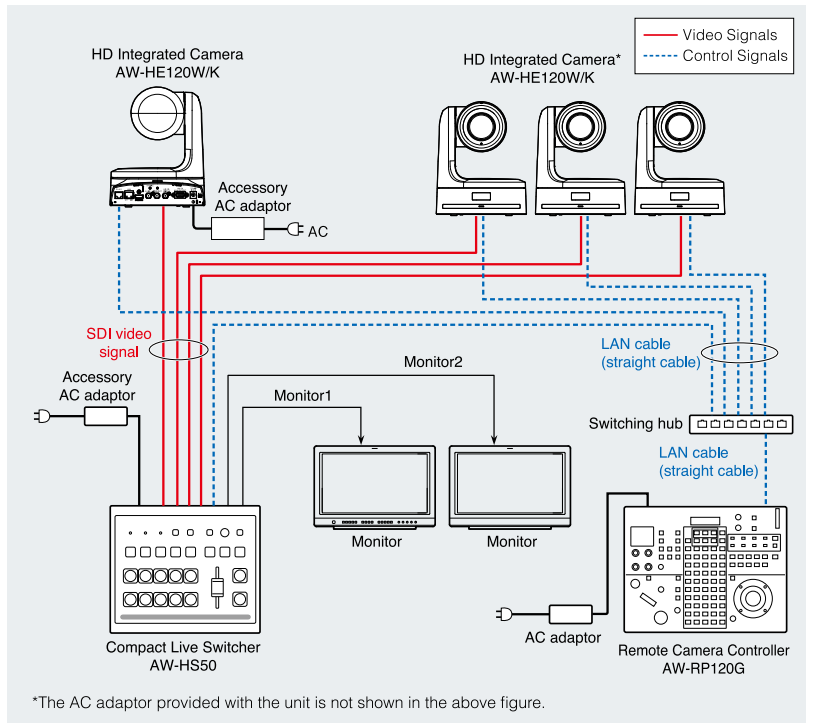 HD Integrated Camera
AW-HE120W/K
HD Integrated Camera*
AW-HE120W/K
Video Signals
Control Signals
Accessory
AC adaptor
AC
SDI video
signal
LAN cable
(straight cable)
Accessory
AC adaptor
Monitor2
Monitor1
Switching hub
LAN cable
(straight cable)
Monitor
Monitor
AC adaptor
Compact Live Switcher
AW-HS50
Remote Camera Controller
AW-RP120G
*The AC adaptor provided with the unit is not shown in the above figure.